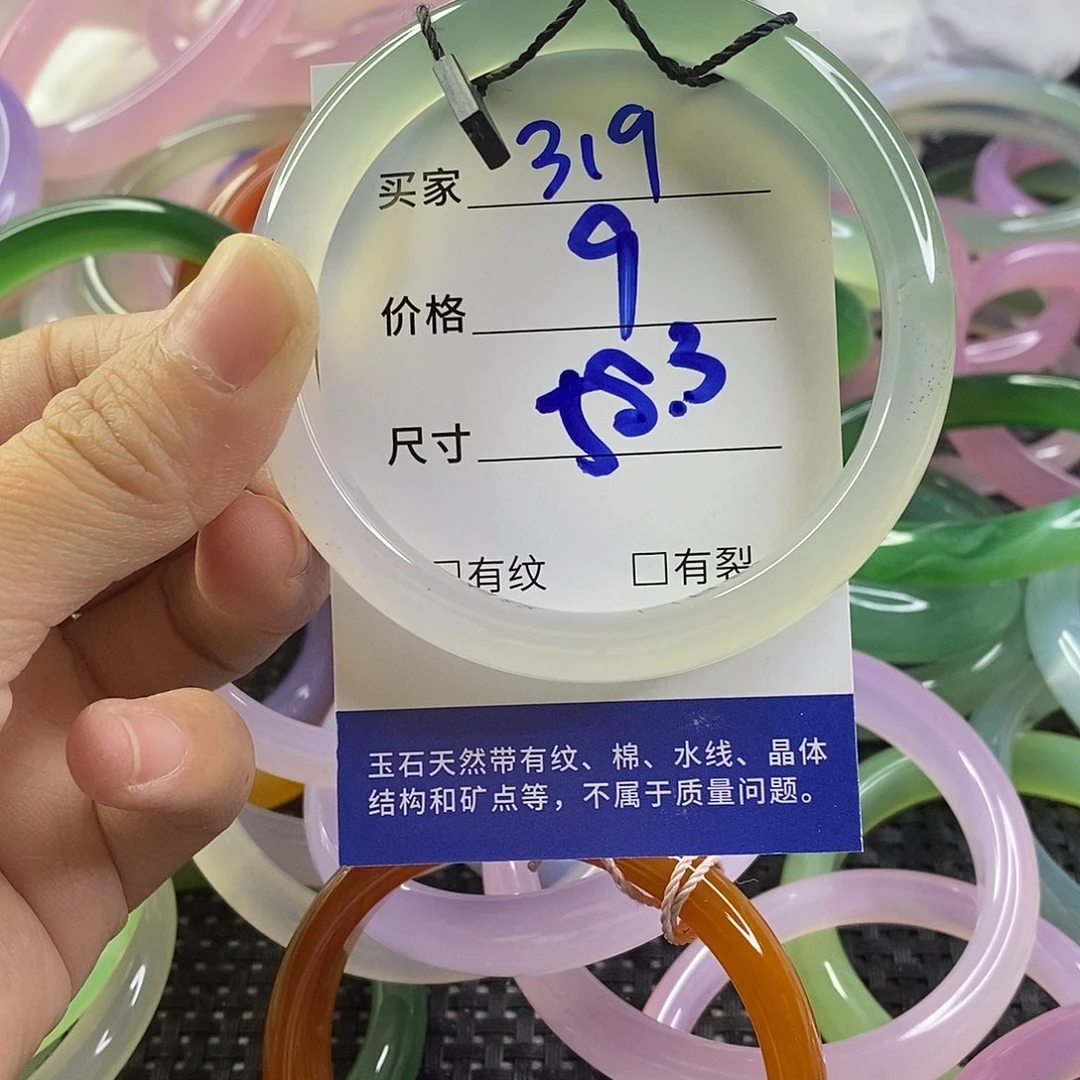 买家 319
价格 9
尺寸 55.3
□有纹 □有裂
玉石天然带有纹、棉、水线、晶体
结构和矿点等，不属于质量问题。